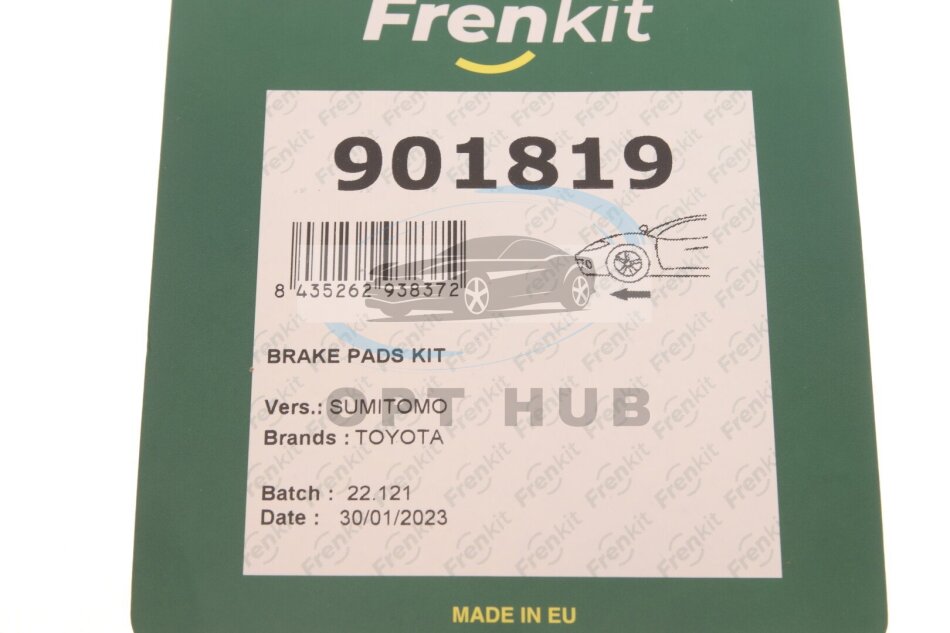 Frenkit
901819
8 435262 938372
BRAKE PADS KIT
OPT HUB
Vers.: SUMITOMO
Brands : TOYOTA
Batch : 22.121
Date : 30/01/2023
MADE IN EU